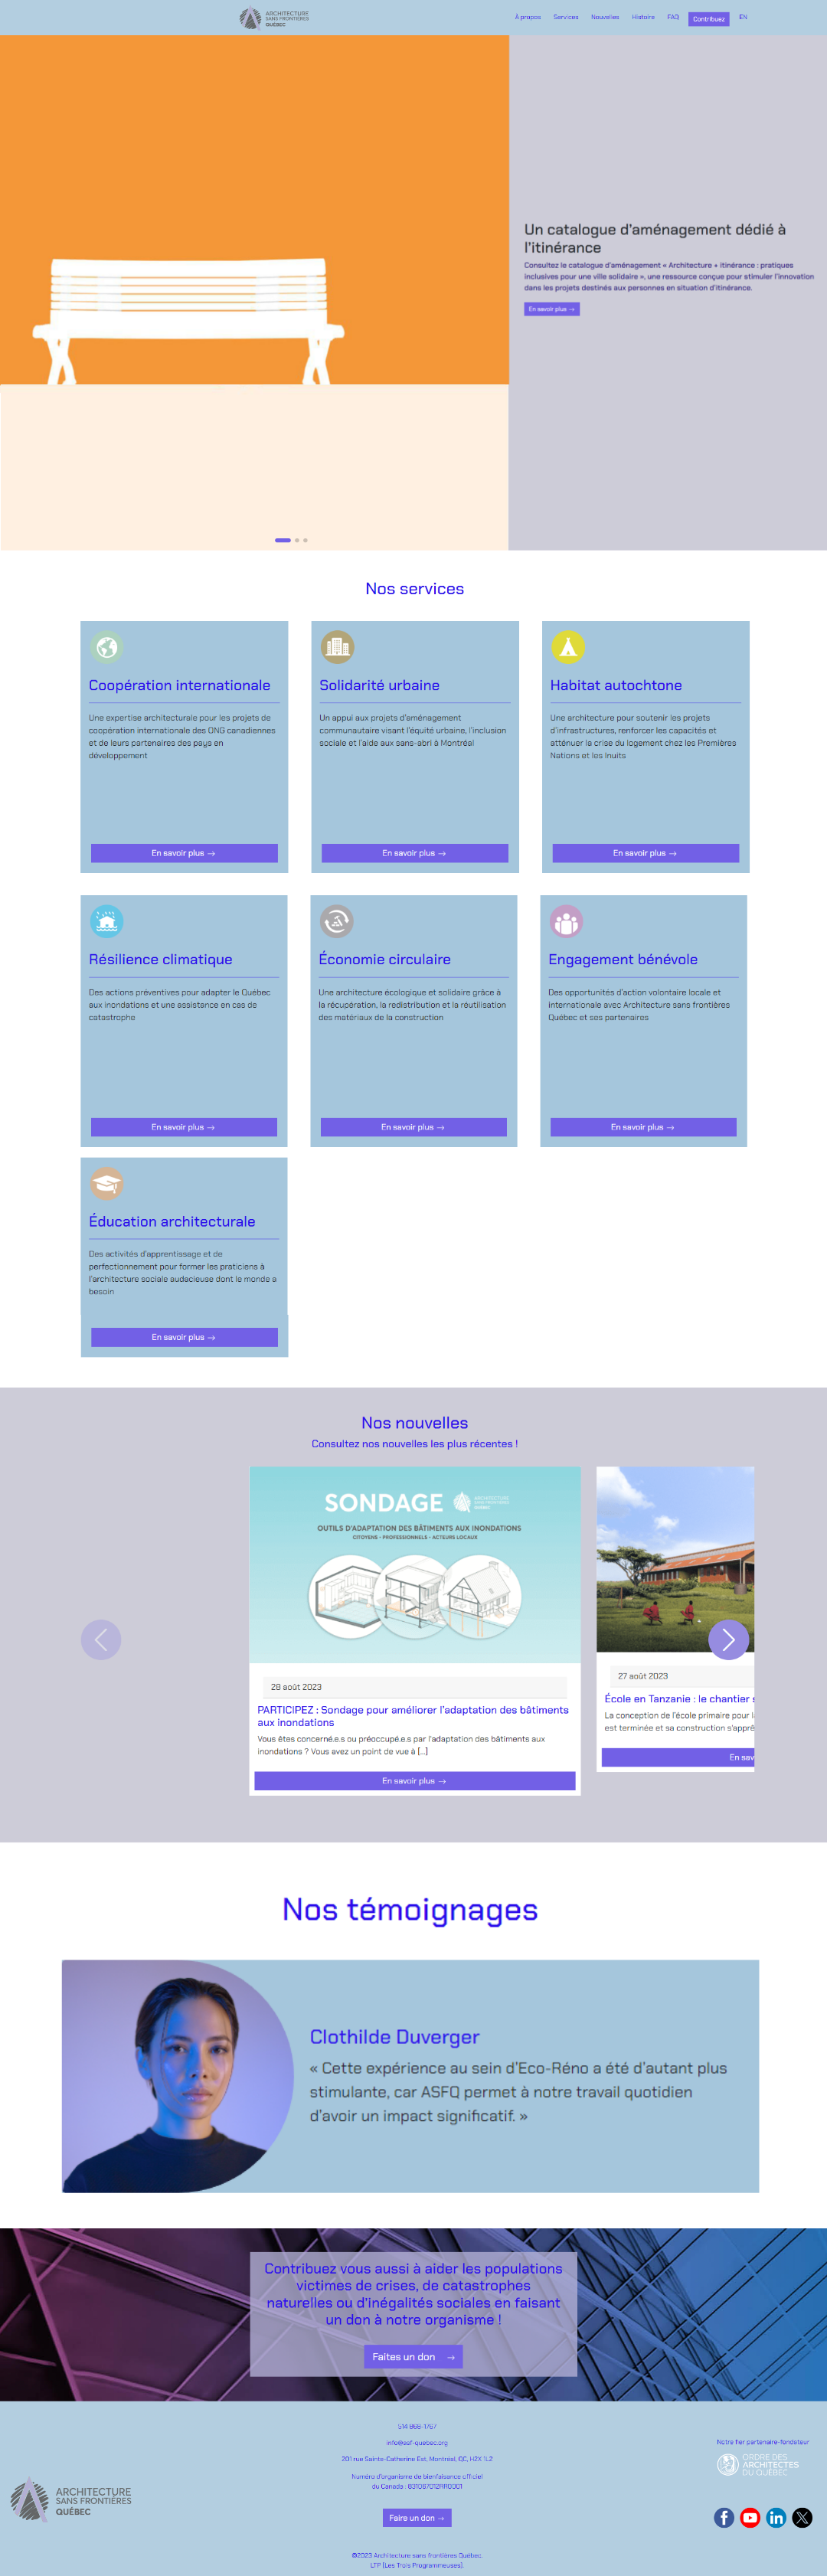 ARCHITECTURE
SANS FRONTIÈRES
QUÉBEC
À propos Services Nouvelles Histoire FAQ Contribuez EN
Un catalogue d'aménagement dédié à
l'itinérance
Consultez le catalogue d'aménagement « Architecture + itinérance : pratiques
inclusives pour une ville solidaire », une ressource conçue pour stimuler l'innovation
dans les projets destinés aux personnes en situation d'itinérance.
En savoir plus →
Nos services
Coopération internationale
Une expertise architecturale pour les projets de
coopération internationale des ONG canadiennes
et de leurs partenaires des pays en
développement
En savoir plus →
Solidarité urbaine
Un appui aux projets d'aménagement
communautaire visant l'équité urbaine, l'inclusion
sociale et l'aide aux sans-abri à Montréal
En savoir plus →
Habitat autochtone
Une architecture pour soutenir les projets
d'infrastructures, renforcer les capacités et
atténuer la crise du logement chez les Premières
Nations et les Inuits
En savoir plus →
Résilience climatique
Des actions préventives pour adapter le Québec
aux inondations et une assistance en cas de
catastrophe
En savoir plus →
Économie circulaire
Une architecture écologique et solidaire grâce à
la récupération, la redistribution et la réutilisation
des matériaux de la construction
En savoir plus →
Engagement bénévole
Des opportunités d'action volontaire locale et
internationale avec Architecture sans frontières
Québec et ses partenaires
En savoir plus →
Éducation architecturale
Des activités d'apprentissage et de
perfectionnement pour former les praticiens à
l'architecture sociale audacieuse dont le monde a
besoin
En savoir plus →
Nos nouvelles
Consultez nos nouvelles les plus récentes !
SONDAGE
ARCHITECTURE
SANS FRONTIÈRES
QUÉBEC
OUTILS D'ADAPTATION DES BÂTIMENTS AUX INONDATIONS
CITOYENS - PROFESSIONNELS - ACTEURS LOCAUX
28 août 2023
PARTICIPEZ : Sondage pour améliorer l'adaptation des bâtiments
aux inondations
Vous êtes concerné.e.s ou préoccupé.e.s par l'adaptation des bâtiments aux
inondations ? Vous avez un point de vue à [...]
En savoir plus →
27 août 2023
École en Tanzanie : le chantier
La conception de l'école primaire pour
est terminée et sa construction s'appr
En sav
Nos témoignages
Clothilde Duverger
« Cette expérience au sein d'Eco-Réno a été d'autant plus
stimulante, car ASFQ permet à notre travail quotidien
d'avoir un impact significatif. »
Contribuez vous aussi à aider les populations
victimes de crises, de catastrophes
naturelles ou d'inégalités sociales en faisant
un don à notre organisme !
Faites un don →
514 868-1767
info@asf-quebec.org
201 rue Sainte-Catherine Est, Montréal, QC, H2X 1L2
Numéro d'organisme de bienfaisance officiel
du Canada :
Faire un don →
©2023 Architecture sans frontières Québec.
LTP (Les Trois Programmeuses).
ARCHITECTURE
SANS FRONTIÈRES
QUÉBEC
Notre fier partenaire-fondateur
ORDRE DES
ARCHITECTES
DU QUÉBEC